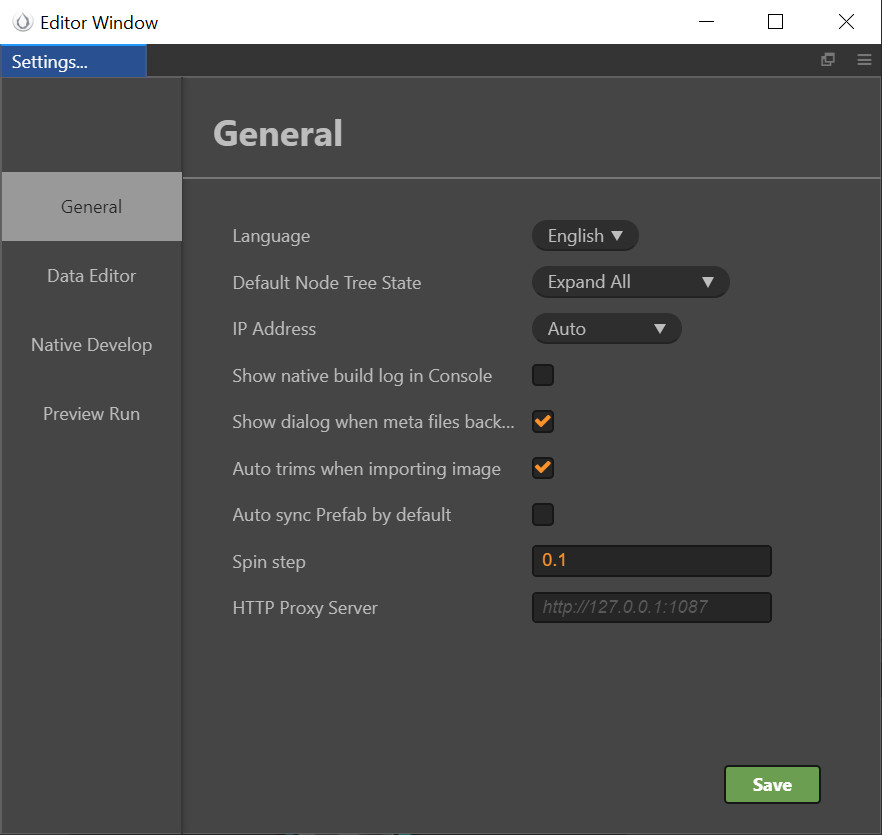 Editor Window
Settings...
General
General
Data Editor
Native Develop
Preview Run
Language English
Default Node Tree State Expand All
IP Address Auto
Show native build log in Console
Show dialog when meta files back...
Auto trims when importing image
Auto sync Prefab by default
Spin step 0.1
HTTP Proxy Server http://127.0.0.1:1087
Save